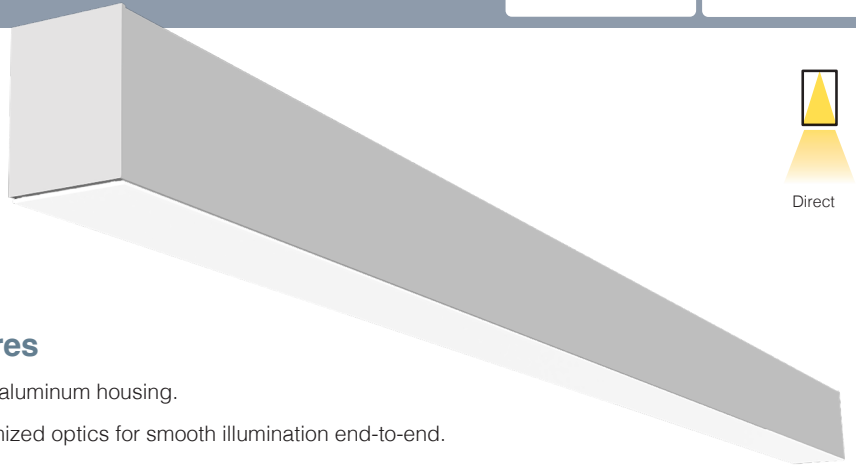 Direct
res
aluminum housing.
nized optics for smooth illumination end-to-end.